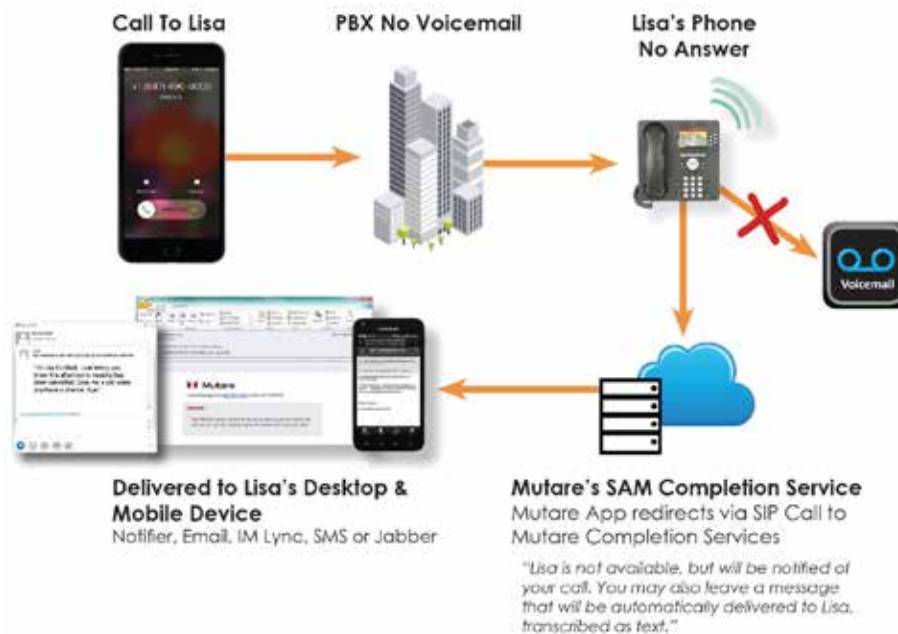 Call To Lisa
PBX No Voicemail
Lisa's Phone
No Answer
Voicemail
Mutare
Delivered to Lisa's Desktop &
Mobile Device
Notifier, Email, IM Lync, SMS or Jabber
Mutare's SAM Completion Service
Mutare App redirects via SIP Call to
Mutare Completion Services
"Lisa is not available, but will be notified of
your call. You may also leave a message
that will be automatically delivered to Lisa,
transcribed as text."